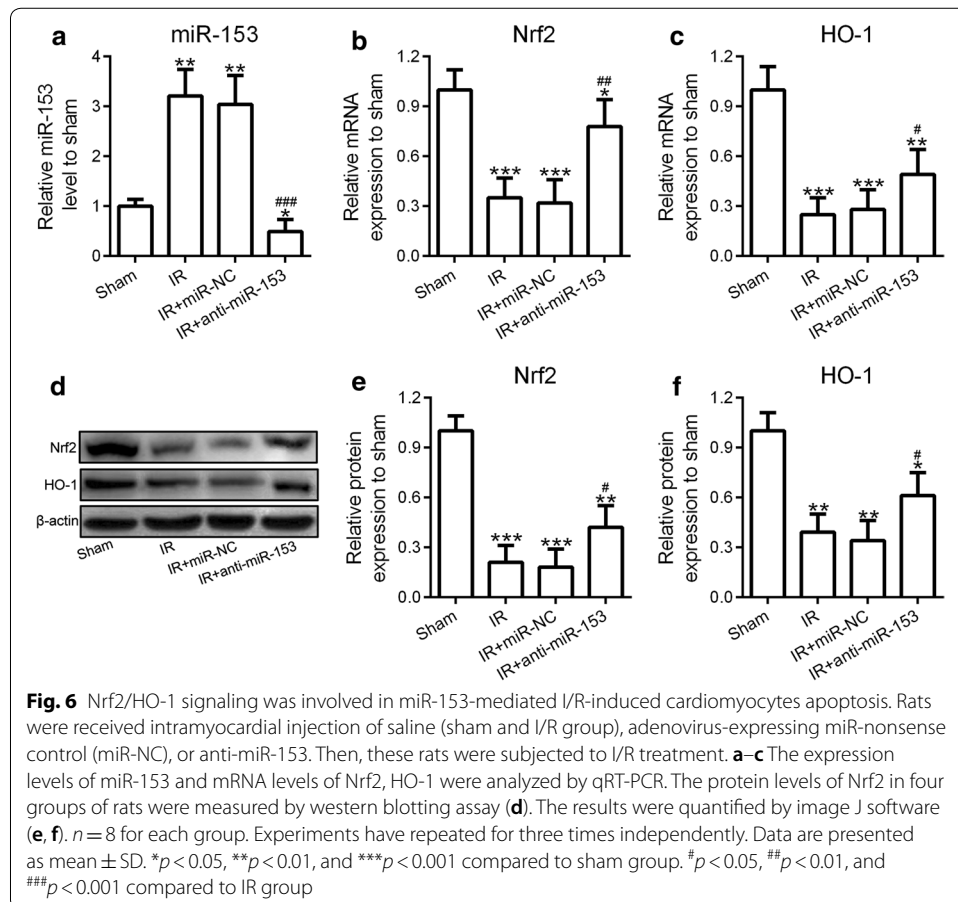 a
miR-153
Relative miR-153
level to sham
4
3
2
1
0
**
**
###
*
Sham
IR
IR+miR-NC
IR+anti-miR-153
b
Nrf2
Relative mRNA
expression to sham
1.2
0.9
0.6
0.3
0.0
***
***
##
*
Sham
IR
IR+miR-NC
IR+anti-miR-153
c
HO-1
Relative mRNA
expression to sham
1.2
0.9
0.6
0.3
0.0
***
***
#
**
Sham
IR
IR+miR-NC
IR+anti-miR-153
d
Nrf2
HO-1
β-actin
Sham
IR
IR+miR-NC
IR+anti-miR-153
e
Nrf2
Relative protein
expression to sham
1.2
0.9
0.6
0.3
0.0
***
***
#
**
Sham
IR
IR+miR-NC
IR+anti-miR-153
f
HO-1
Relative protein
expression to sham
1.2
0.9
0.6
0.3
0.0
**
**
#
*
Sham
IR
IR+miR-NC
IR+anti-miR-153
Fig. 6 Nrf2/HO-1 signaling was involved in miR-153-mediated I/R-induced cardiomyocytes apoptosis. Rats
were received intramyocardial injection of saline (sham and I/R group), adenovirus-expressing miR-nonsense
control (miR-NC), or anti-miR-153. Then, these rats were subjected to I/R treatment. a–c The expression
levels of miR-153 and mRNA levels of Nrf2, HO-1 were analyzed by qRT-PCR. The protein levels of Nrf2 in four
groups of rats were measured by western blotting assay (d). The results were quantified by image J software
(e, f). n = 8 for each group. Experiments have repeated for three times independently. Data are presented
as mean ± SD. *p < 0.05, **p < 0.01, and ***p < 0.001 compared to sham group. #p < 0.05, ##p < 0.01, and
###p < 0.001 compared to IR group